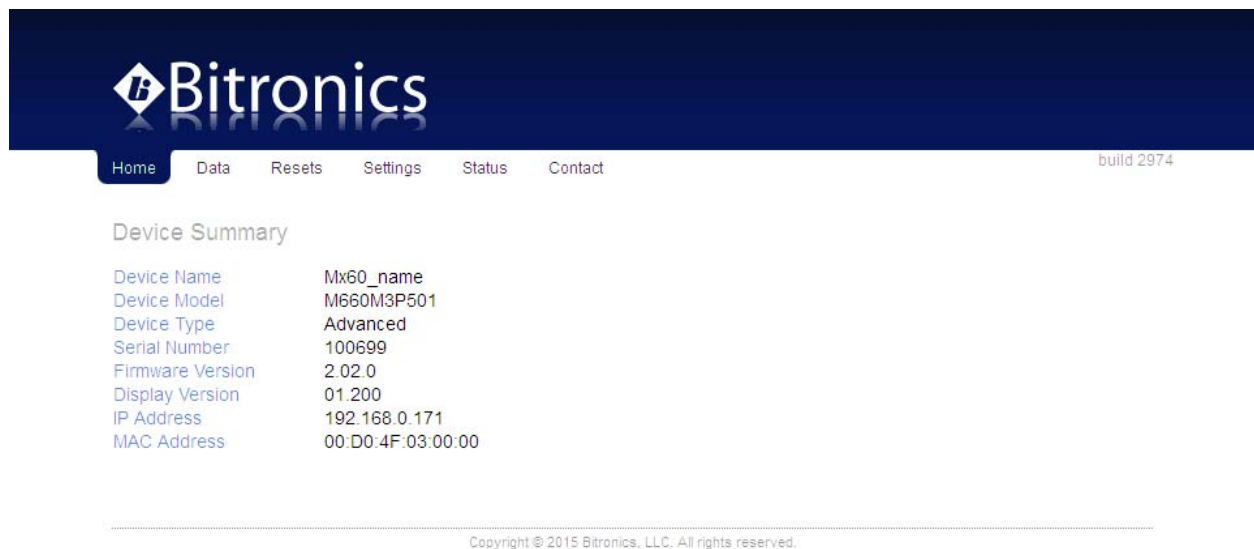 Bitronics
Home Data Resets Settings Status Contact build 2974
Device Summary
Device Name Mx60_name
Device Model M660M3P501
Device Type Advanced
Serial Number 100699
Firmware Version 2.02.0
Display Version 01.200
IP Address 192.168.0.171
MAC Address 00:D0:4F:03:00:00
Copyright © 2015 Bitronics, LLC. All rights reserved.